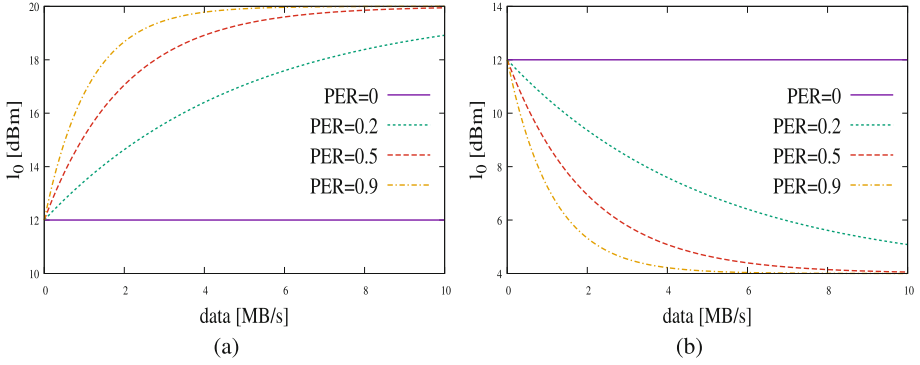 20
18
16
14
12
10
l0 [dBm]
PER=0
PER=0.2
PER=0.5
PER=0.9
0 2 4 6 8 10
data [MB/s]
(a)
14
12
10
8
6
4
l0 [dBm]
PER=0
PER=0.2
PER=0.5
PER=0.9
0 2 4 6 8 10
data [MB/s]
(b)